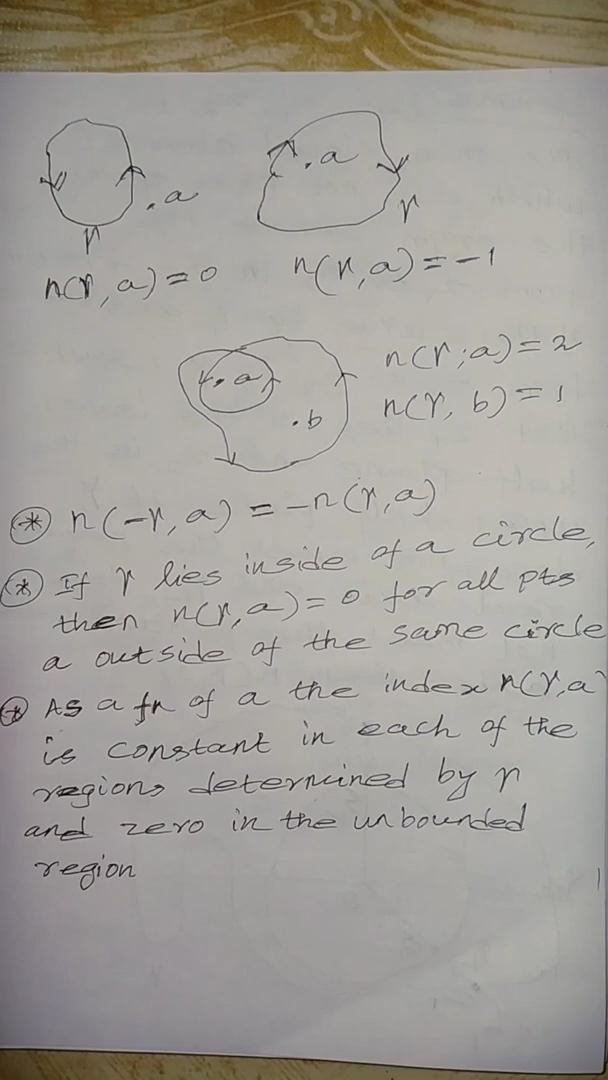 . a
. a
γ
γ
n(γ, a) = 0
n(γ, a) = -1
. a
. b
n(γ; a) = 2
n(γ, b) = 1
* n(-γ, a) = -n(γ, a)
* If γ lies inside of a circle,
then n(γ, a) = 0 for all pts
a outside of the same circle
* As a fn of a the index n(γ, a)
is constant in each of the
regions determined by γ
and zero in the unbounded
region